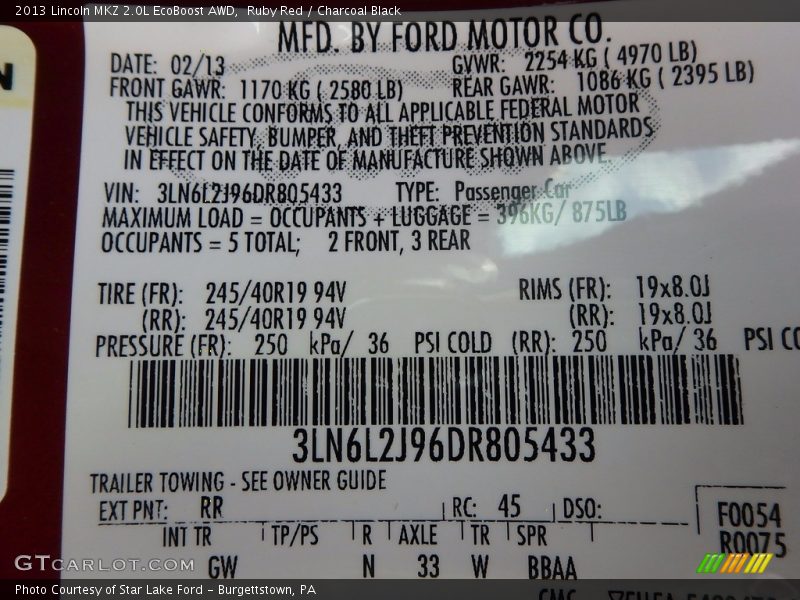 2013 Lincoln MKZ 2.0L EcoBoost AWD,  Ruby Red / Charcoal Black
MFD. BY FORD MOTOR CO.
DATE: 02/13 GVWR: 2254 KG ( 4970 LB)
FRONT GAWR: 1170 KG ( 2580 LB) REAR GAWR: 1086 KG ( 2395 LB)
THIS VEHICLE CONFORMS TO ALL APPLICABLE FEDERAL MOTOR
VEHICLE SAFETY, BUMPER, AND THEFT PREVENTION STANDARDS
IN EFFECT ON THE DATE OF MANUFACTURE SHOWN ABOVE.
VIN: 3LN6L2J96DR805433 TYPE: Passenger Car
MAXIMUM LOAD = OCCUPANTS + LUGGAGE = 396KG/ 875LB
OCCUPANTS = 5 TOTAL; 2 FRONT, 3 REAR
TIRE (FR): 245/40R19 94V RIMS (FR): 19x8.0J
(RR): 245/40R19 94V (RR): 19x8.0J
PRESSURE (FR): 250 kPa/ 36 PSI COLD (RR): 250 kPa/ 36 PSI CO
3LN6L2J96DR805433
TRAILER TOWING - SEE OWNER GUIDE
EXT PNT: RR RC: 45 DSO: F0054
R0075
INT TR TP/PS R AXLE TR SPR
GW N 33 W BBAA
GTCARLOT.COM
Photo Courtesy of Star Lake Ford – Burgettstown, PA